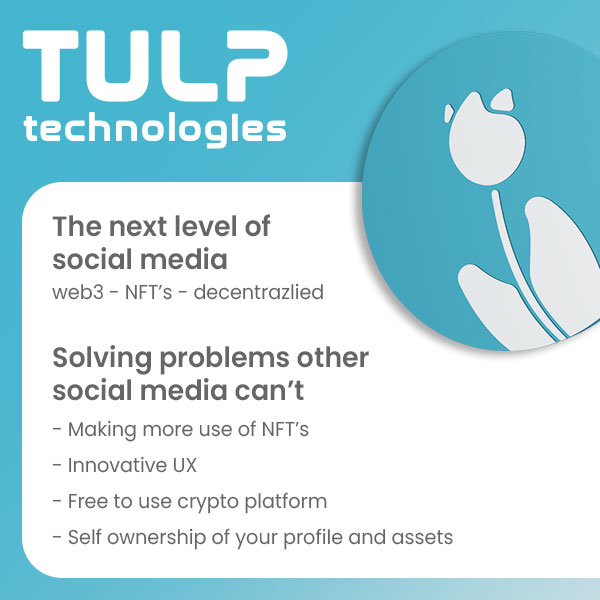 TULP
technologies
The next level of
social media
web3 - NFT's - decentrazlied
Solving problems other
social media can't
- Making more use of NFT's
- Innovative UX
- Free to use crypto platform
- Self ownership of your profile and assets